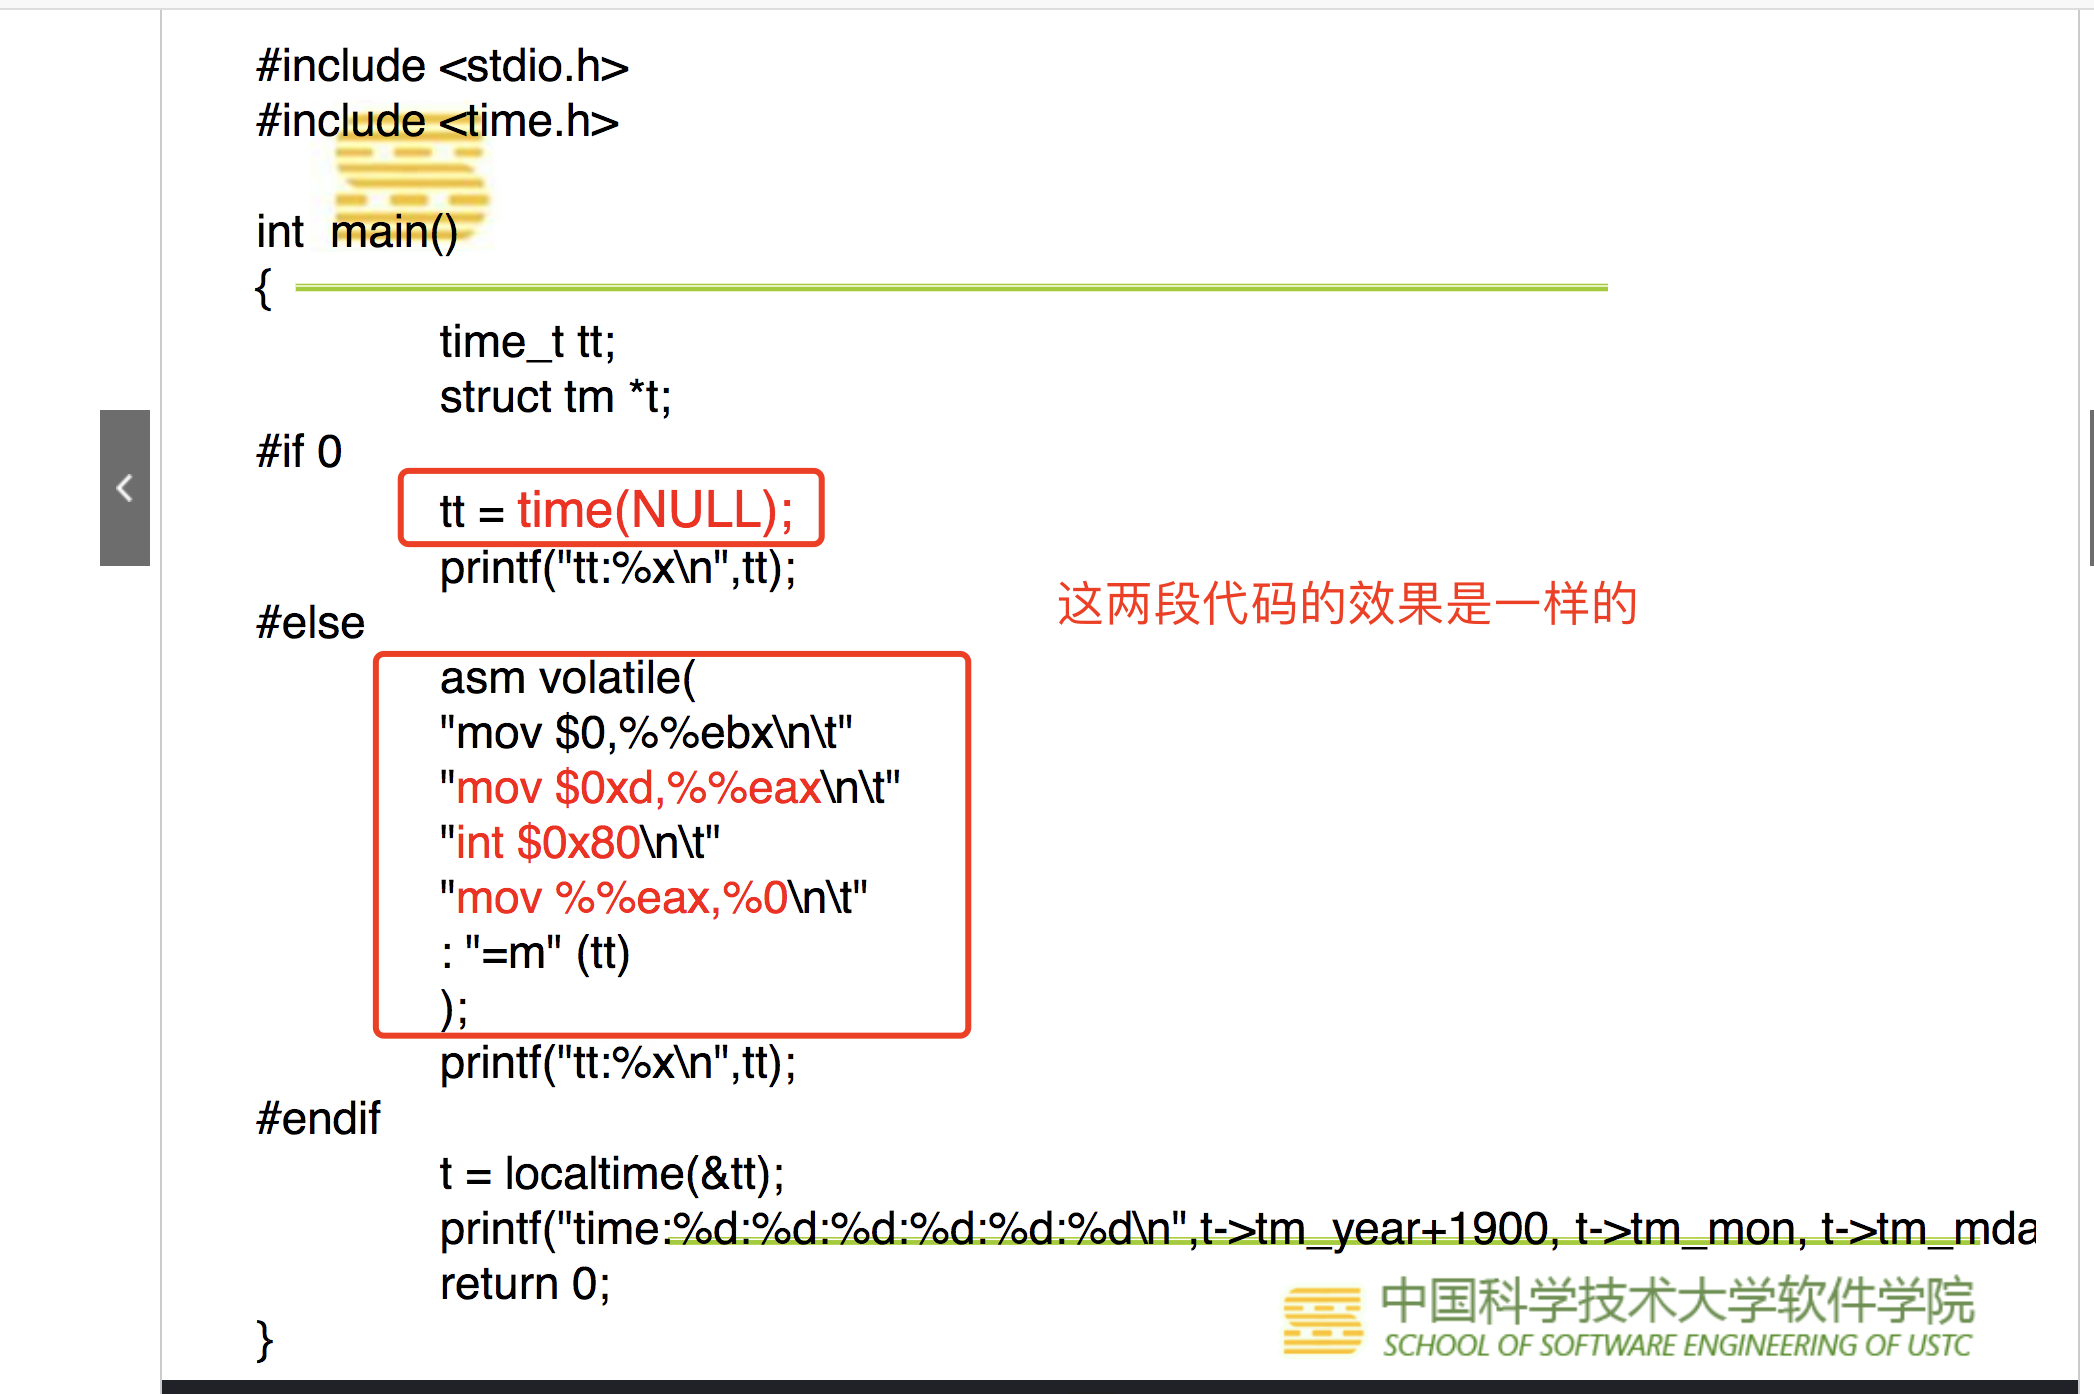 #include <stdio.h>
#include <time.h>
int  main()
{
time_t tt;
struct tm *t;
#if 0
tt = time(NULL);
printf("tt:%x\n",tt);
#else
这两段代码的效果是一样的
asm volatile(
"mov $0,%%ebx\n\t"
"mov $0xd,%%eax\n\t"
"int $0x80\n\t"
"mov %%eax,%0\n\t"
: "=m" (tt)
);
printf("tt:%x\n",tt);
#endif
t = localtime(&tt);
printf("time:%d:%d:%d:%d:%d:%d\n",t->tm_year+1900, t->tm_mon, t->tm_mda
return 0;
}
中国科学技术大学软件学院
SCHOOL OF SOFTWARE ENGINEERING OF USTC